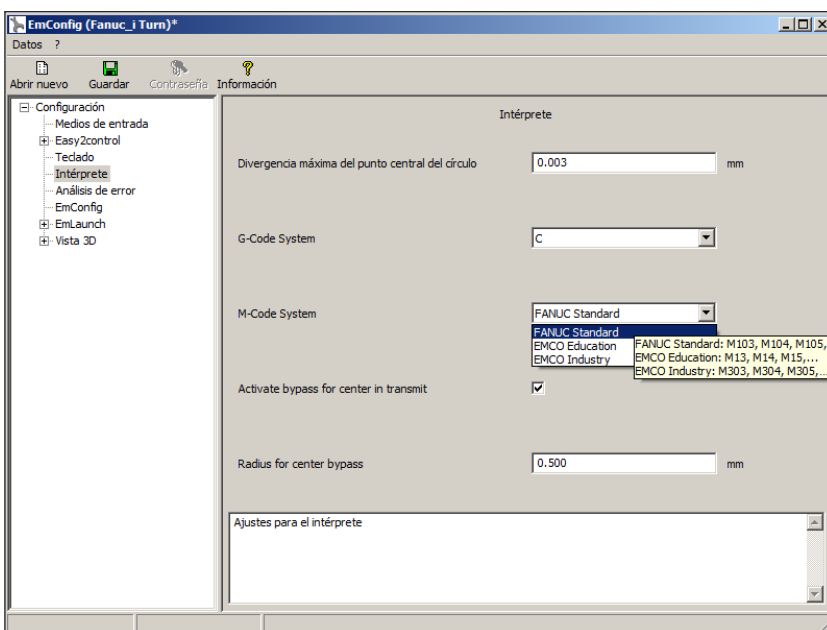 EmConfig (Fanuc_i Turn)*
Datos ?
Abrir nuevo Guardar Contraseña Información
Configuración
Medios de entrada
Easy2control
Teclado
Intérprete
Análisis de error
EmConfig
EmLaunch
Vista 3D
Intérprete
Divergencia máxima del punto central del círculo 0.003 mm
G-Code System C
M-Code System FANUC Standard
FANUC Standard
EMCO Education
EMCO Industry
FANUC Standard: M103, M104, M105,
EMCO Education: M13, M14, M15,...
EMCO Industry: M303, M304, M305,...
Activate bypass for center in transmit
Radius for center bypass 0.500 mm
Ajustes para el intérprete